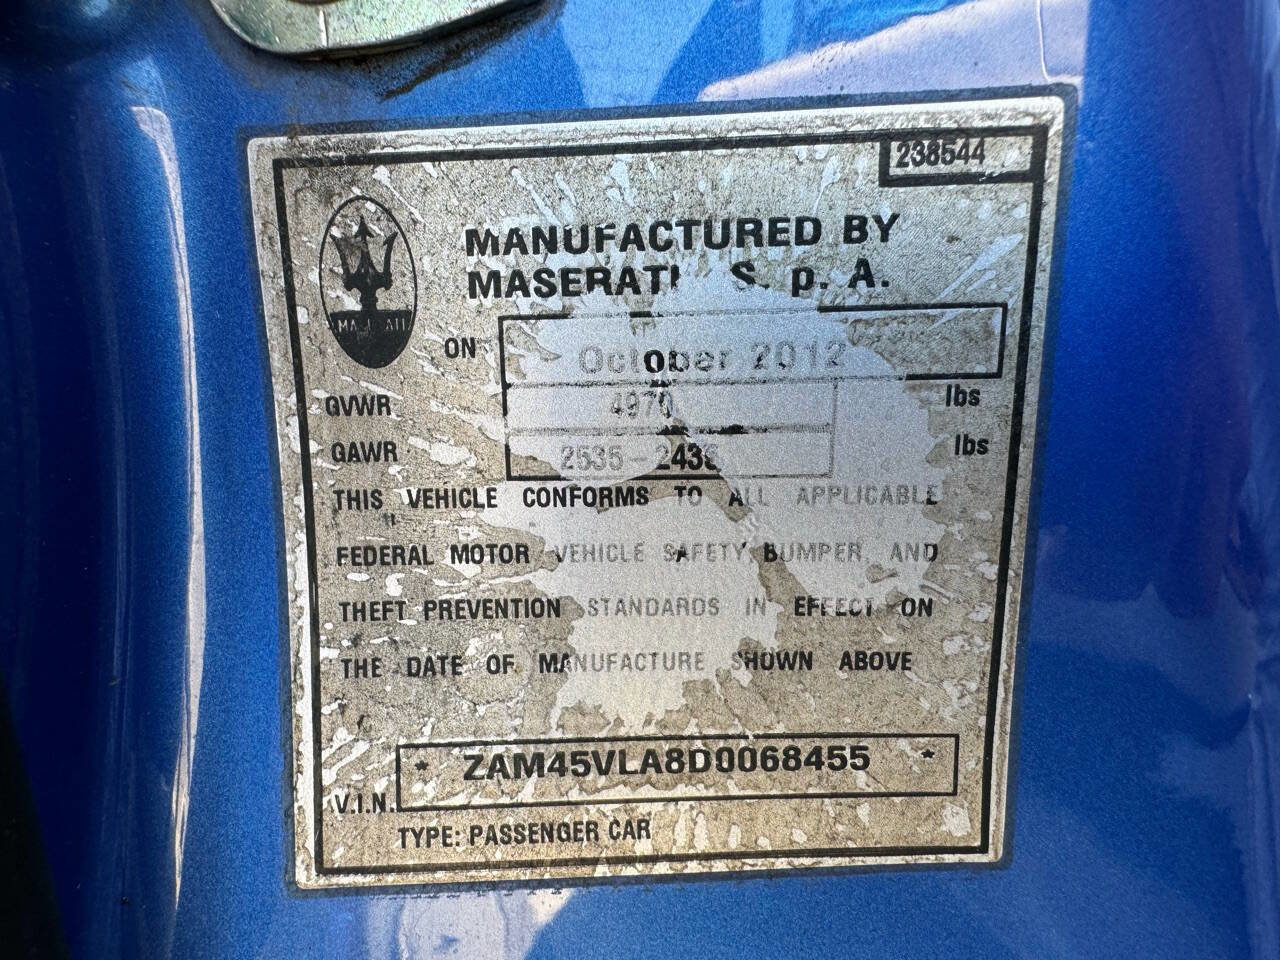 238544
MANUFACTURED BY
MASERATI S. p. A.
ON October 2012
GVWR 4970 lbs
GAWR 2535-2438 lbs
THIS VEHICLE CONFORMS TO ALL APPLICABLE
FEDERAL MOTOR VEHICLE SAFETY, BUMPER, AND
THEFT PREVENTION STANDARDS IN EFFECT ON
THE DATE OF MANUFACTURE SHOWN ABOVE
V.I.N. * ZAM45VLA8D0068455 *
TYPE: PASSENGER CAR